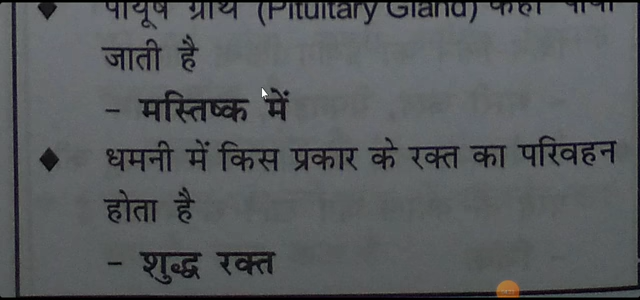 ◆ पीयूष ग्रंथि (Pituitary Gland) कहाँ पायी
जाती है
- मस्तिष्क में
◆ धमनी में किस प्रकार के रक्त का परिवहन
होता है
- शुद्ध रक्त